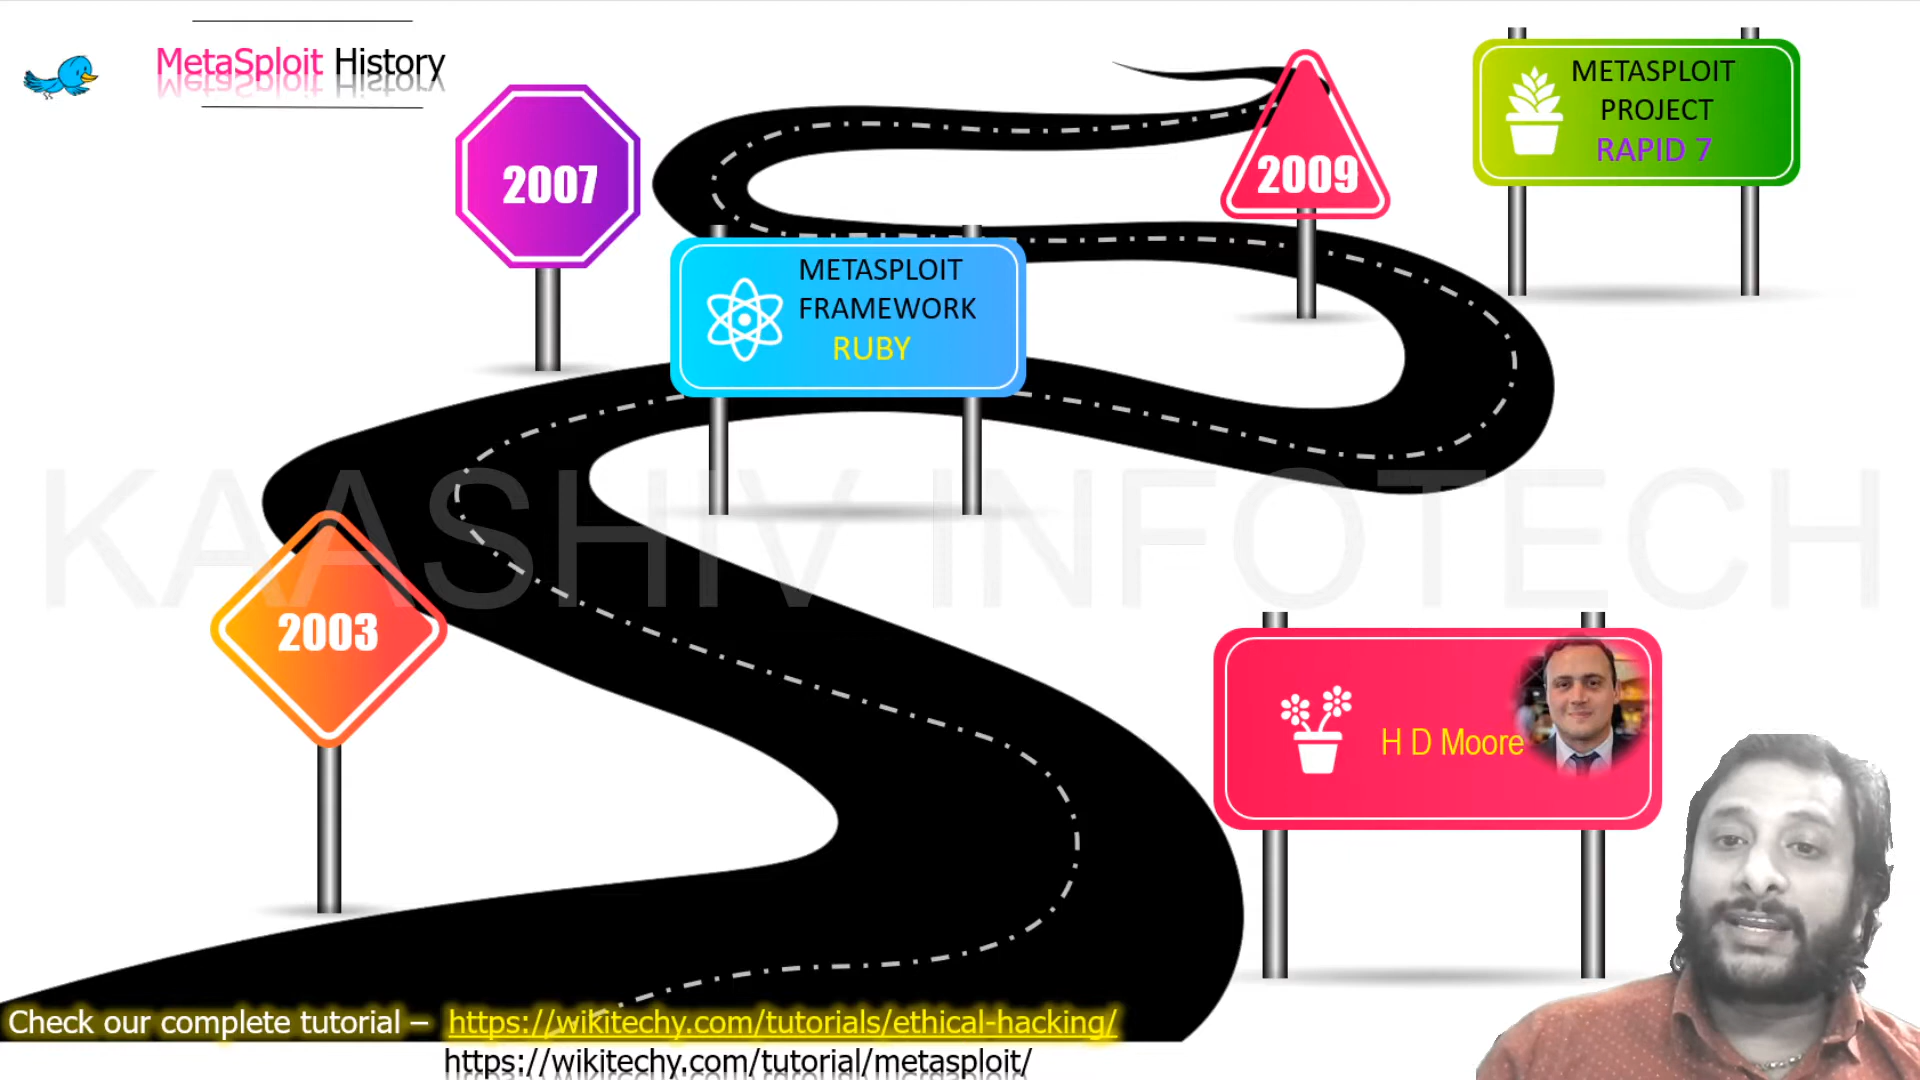 MetaSploit History
2007
2009
METASPLOIT
PROJECT
RAPID 7
METASPLOIT
FRAMEWORK
RUBY
KAASHIV INFOTECH
2003
H D Moore
Check our complete tutorial – https://wikitechy.com/tutorials/ethical-hacking/
https://wikitechy.com/tutorial/metasploit/